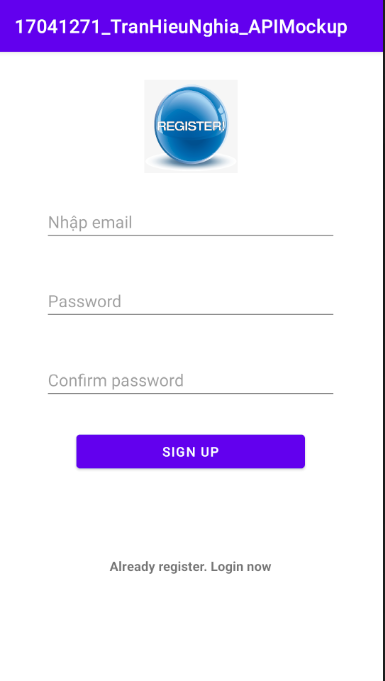 17041271_TranHieuNghia_APIMockup
REGISTER!
Nhập email
Password
Confirm password
SIGN UP
Already register. Login now